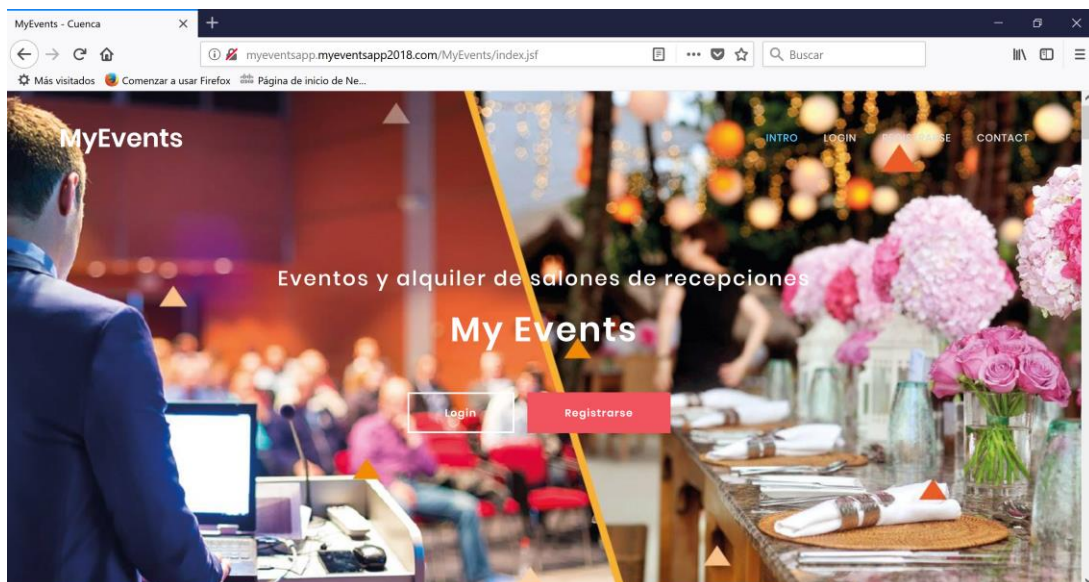 MyEvents - Cuenca
myeventsapp.myeventsapp2018.com/MyEvents/index.jsf
Buscar
Más visitados Comenzar a usar Firefox Página de inicio de Ne...
MyEvents
INTRO LOGIN REGISTRARSE CONTACT
Eventos y alquiler de salones de recepciones
My Events
Login Registrarse